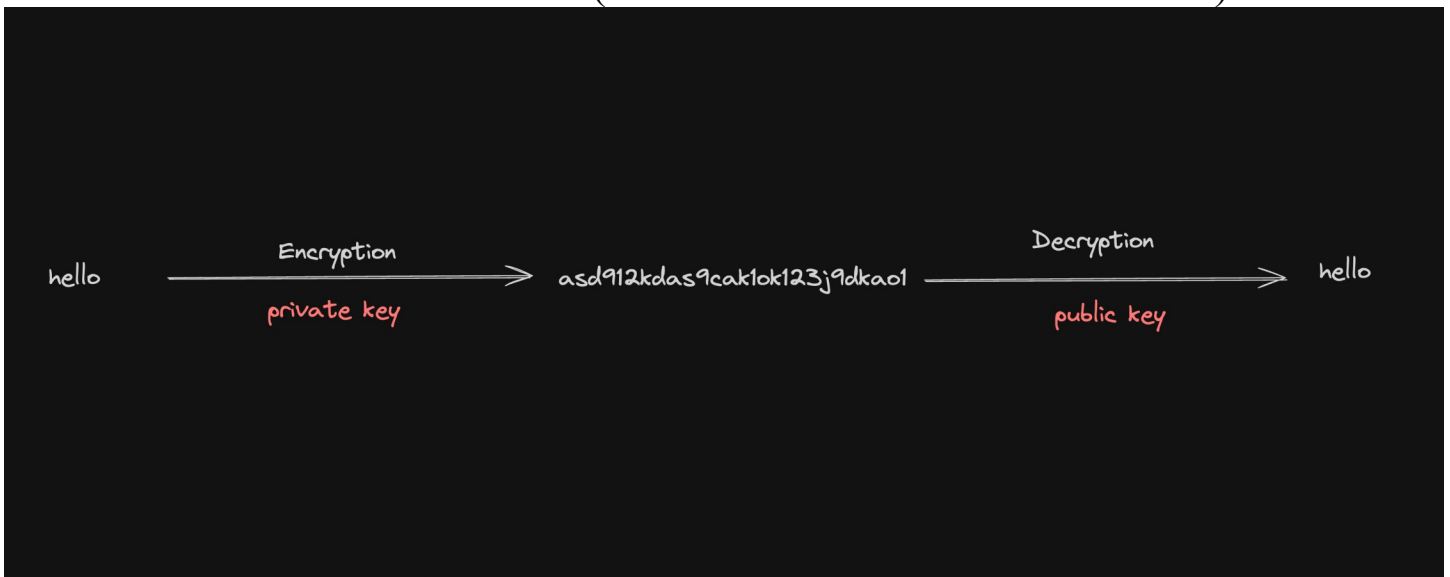 hello
Encryption
private key
asd912kdas9cak1ok123j9dkao1
Decryption
public key
hello